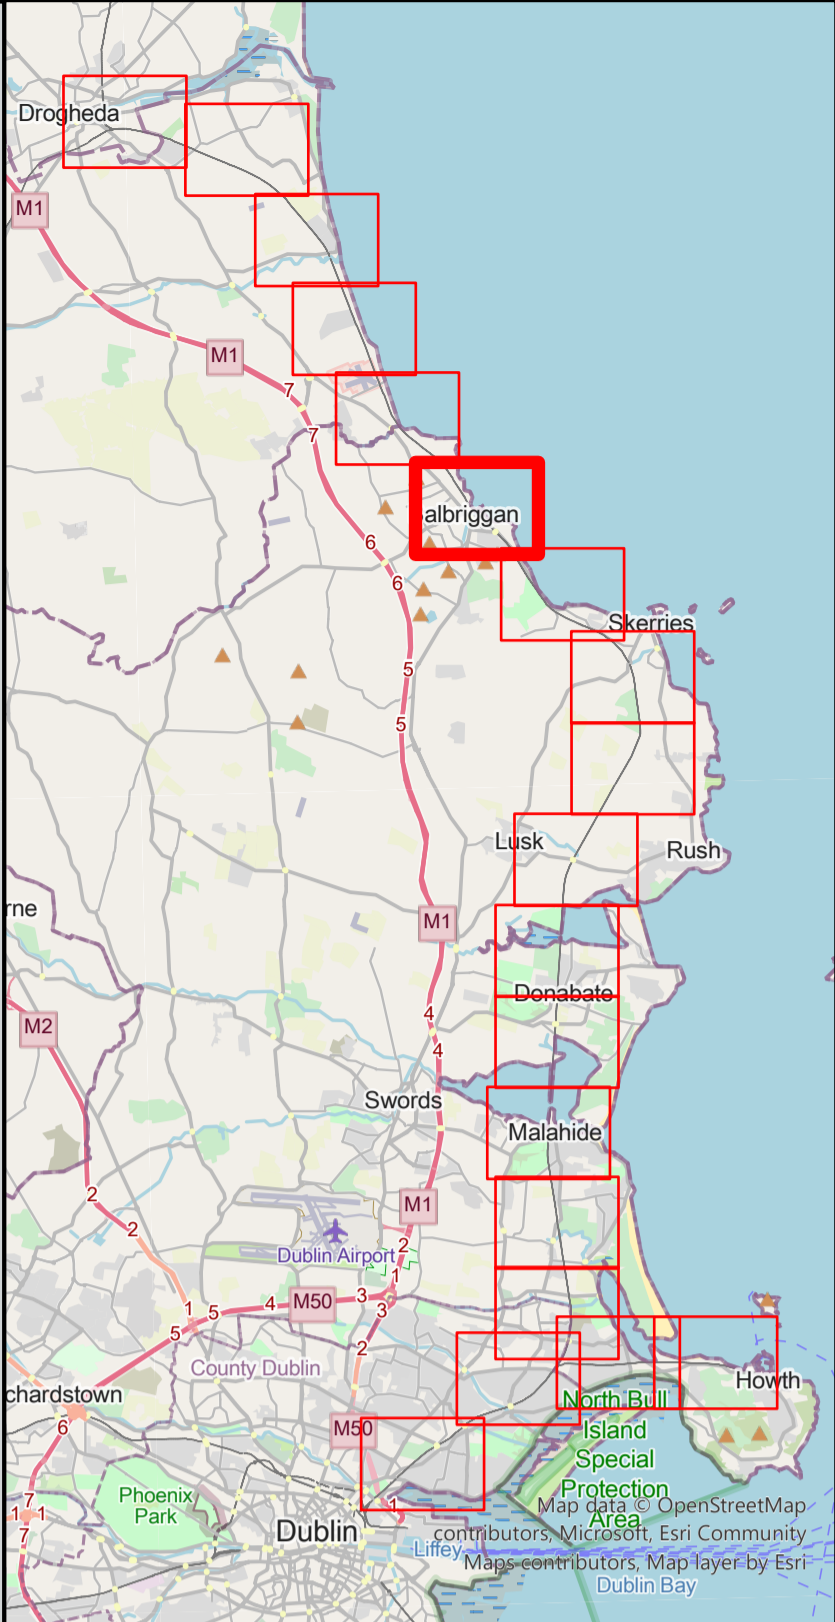 Drogheda
M1
M1
7
7
albriggan
6
6
Skerries
5
5
Lusk
Rush
rne
M1
Donabate
M2
4
4
Swords
Malahide
2
M1
2
Dublin Airport
2
1
3
M50
4
5
1
3
5
2
County Dublin
Howth
chardstown
North Bull
Island
Special
Protection
Area
M50
6
7
1
1
7
Phoenix
Park
1
Dublin
Liffey
Map data © OpenStreetMap
contributors, Microsoft, Esri Community
Maps contributors, Map layer by Esri
Dublin Bay